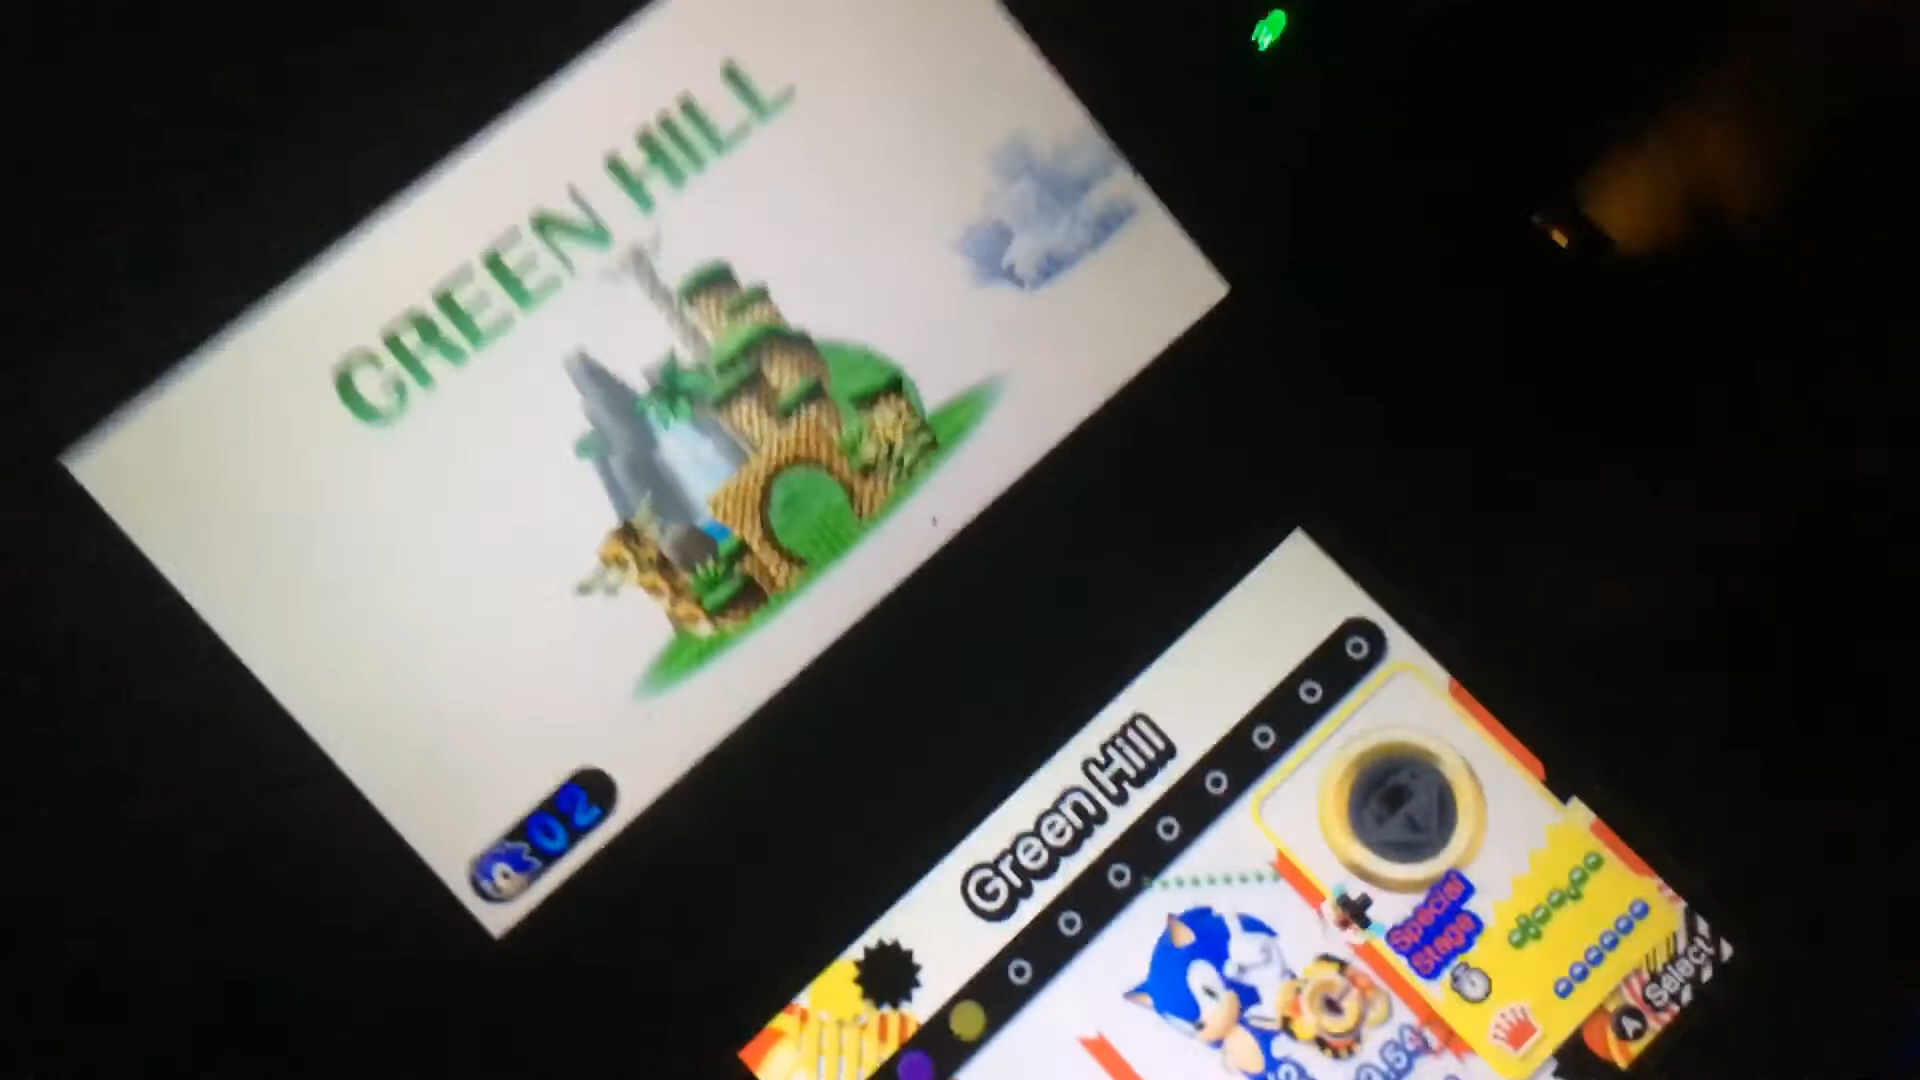 GREEN HILL
02
Green Hill
Special
Stage
A Select